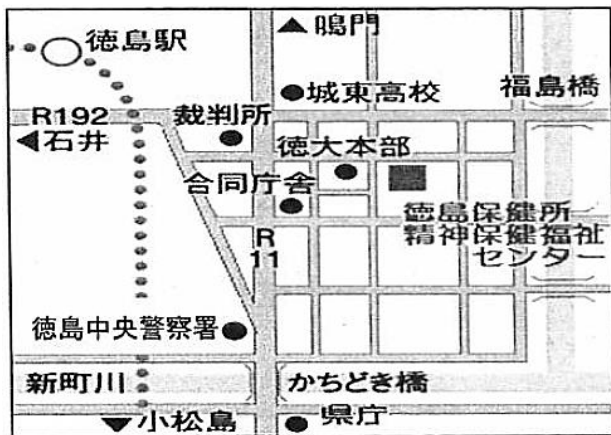 ▲鳴門
徳島駅
●城東高校
福島橋
R192
裁判所
◀石井
徳大本部
合同庁舎
徳島保健所
精神保健福祉
センター
R
11
徳島中央警察署
新町川
かちどき橋
▼小松島
県庁